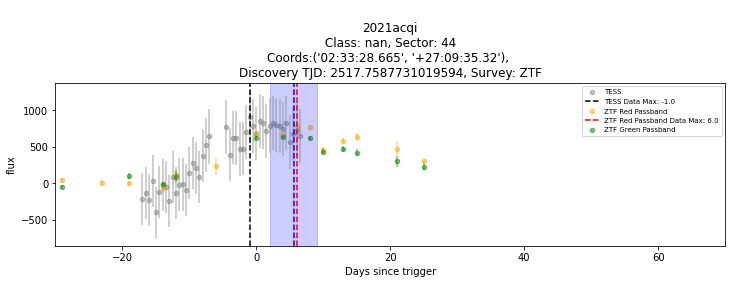 2021acqi
Class: nan, Sector: 44
Coords:('02:33:28.665', '+27:09:35.32'),
Discovery TJD: 2517.7587731019594, Survey: ZTF
TESS
TESS Data Max: -1.0
ZTF Red Passband
ZTF Red Passband Data Max: 6.0
ZTF Green Passband
flux
1000
500
0
−500
−20
0
20
40
60
Days since trigger